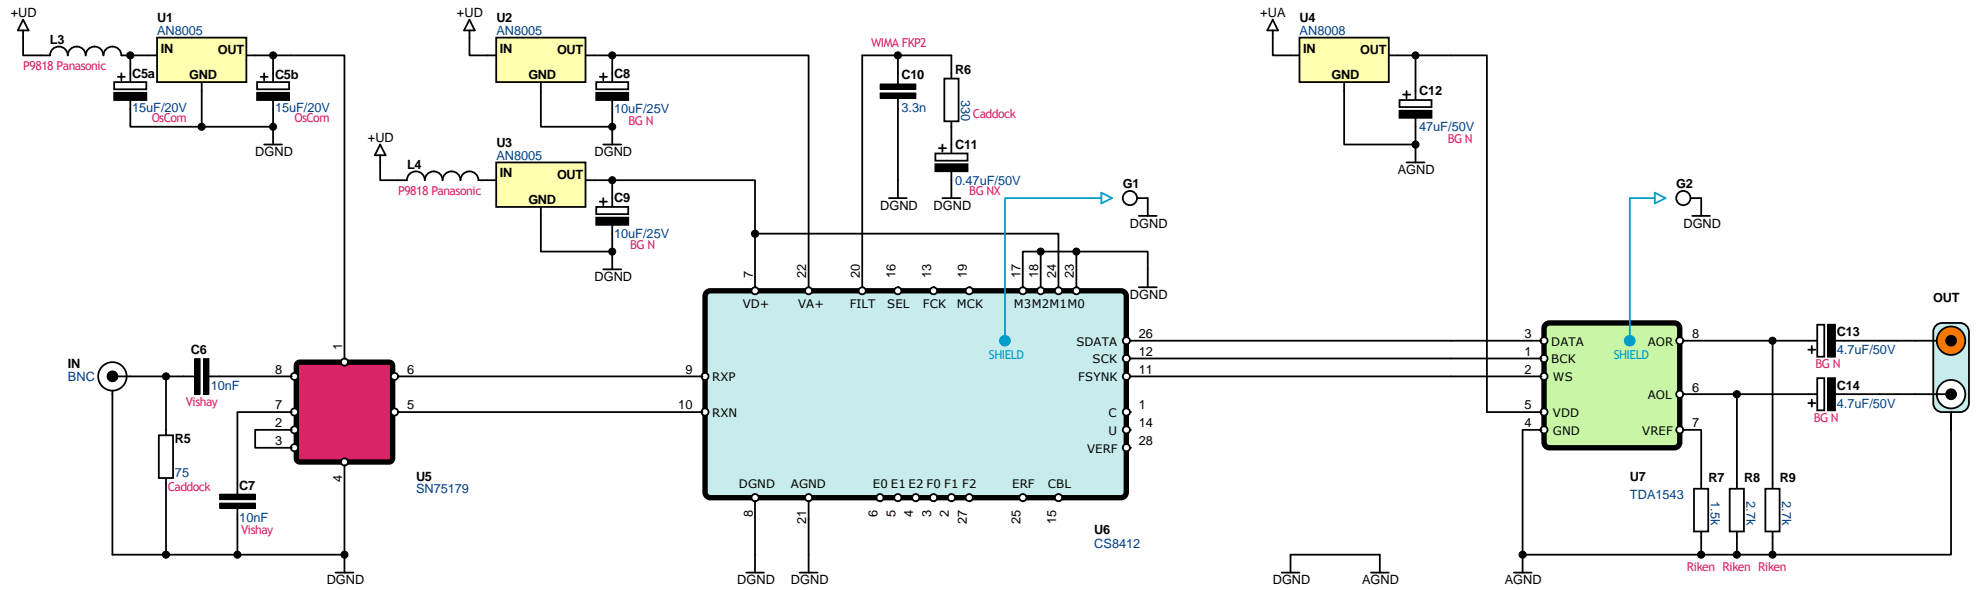 +UD
L3
P9818 Panasonic
U1
AN8005
IN
OUT
GND
C5a
15uF/20V
OsCom
C5b
15uF/20V
OsCom
DGND
+UD
U2
AN8005
IN
OUT
GND
C8
10uF/25V
BG N
DGND
+UD
L4
P9818 Panasonic
U3
AN8005
IN
OUT
GND
C9
10uF/25V
BG N
DGND
WIMA FKP2
C10
3.3n
DGND
R6
330
Caddock
C11
0.47uF/50V
BG NX
DGND
G1
DGND
+UA
U4
AN8008
IN
OUT
GND
C12
47uF/50V
BG N
AGND
G2
DGND
IN
BNC
C6
10nF
Vishay
R5
75
Caddock
C7
10nF
Vishay
1
8
7
2
3
4
6
5
U5
SN75179
DGND
7
22
20
16
13
19
17
18
24
23
DGND
VD+
VA+
FILT
SEL
FCK
MCK
M3
M2
M1
M0
SHIELD
9
RXP
10
RXN
SDATA
26
SCK
12
FSYNK
11
C
1
U
14
VERF
28
DGND
AGND
E0
E1
E2
F0
F1
F2
ERF
CBL
8
21
6
5
4
3
2
27
25
15
U6
CS8412
DGND
DGND
DGND
AGND
3
DATA
1
BCK
2
WS
5
VDD
4
GND
SHIELD
AOR
8
AOL
6
VREF
7
U7
TDA1543
R7
1.5k
Riken
R8
2.7k
Riken
R9
2.7k
Riken
AGND
C13
4.7uF/50V
BG N
C14
4.7uF/50V
BG N
OUT